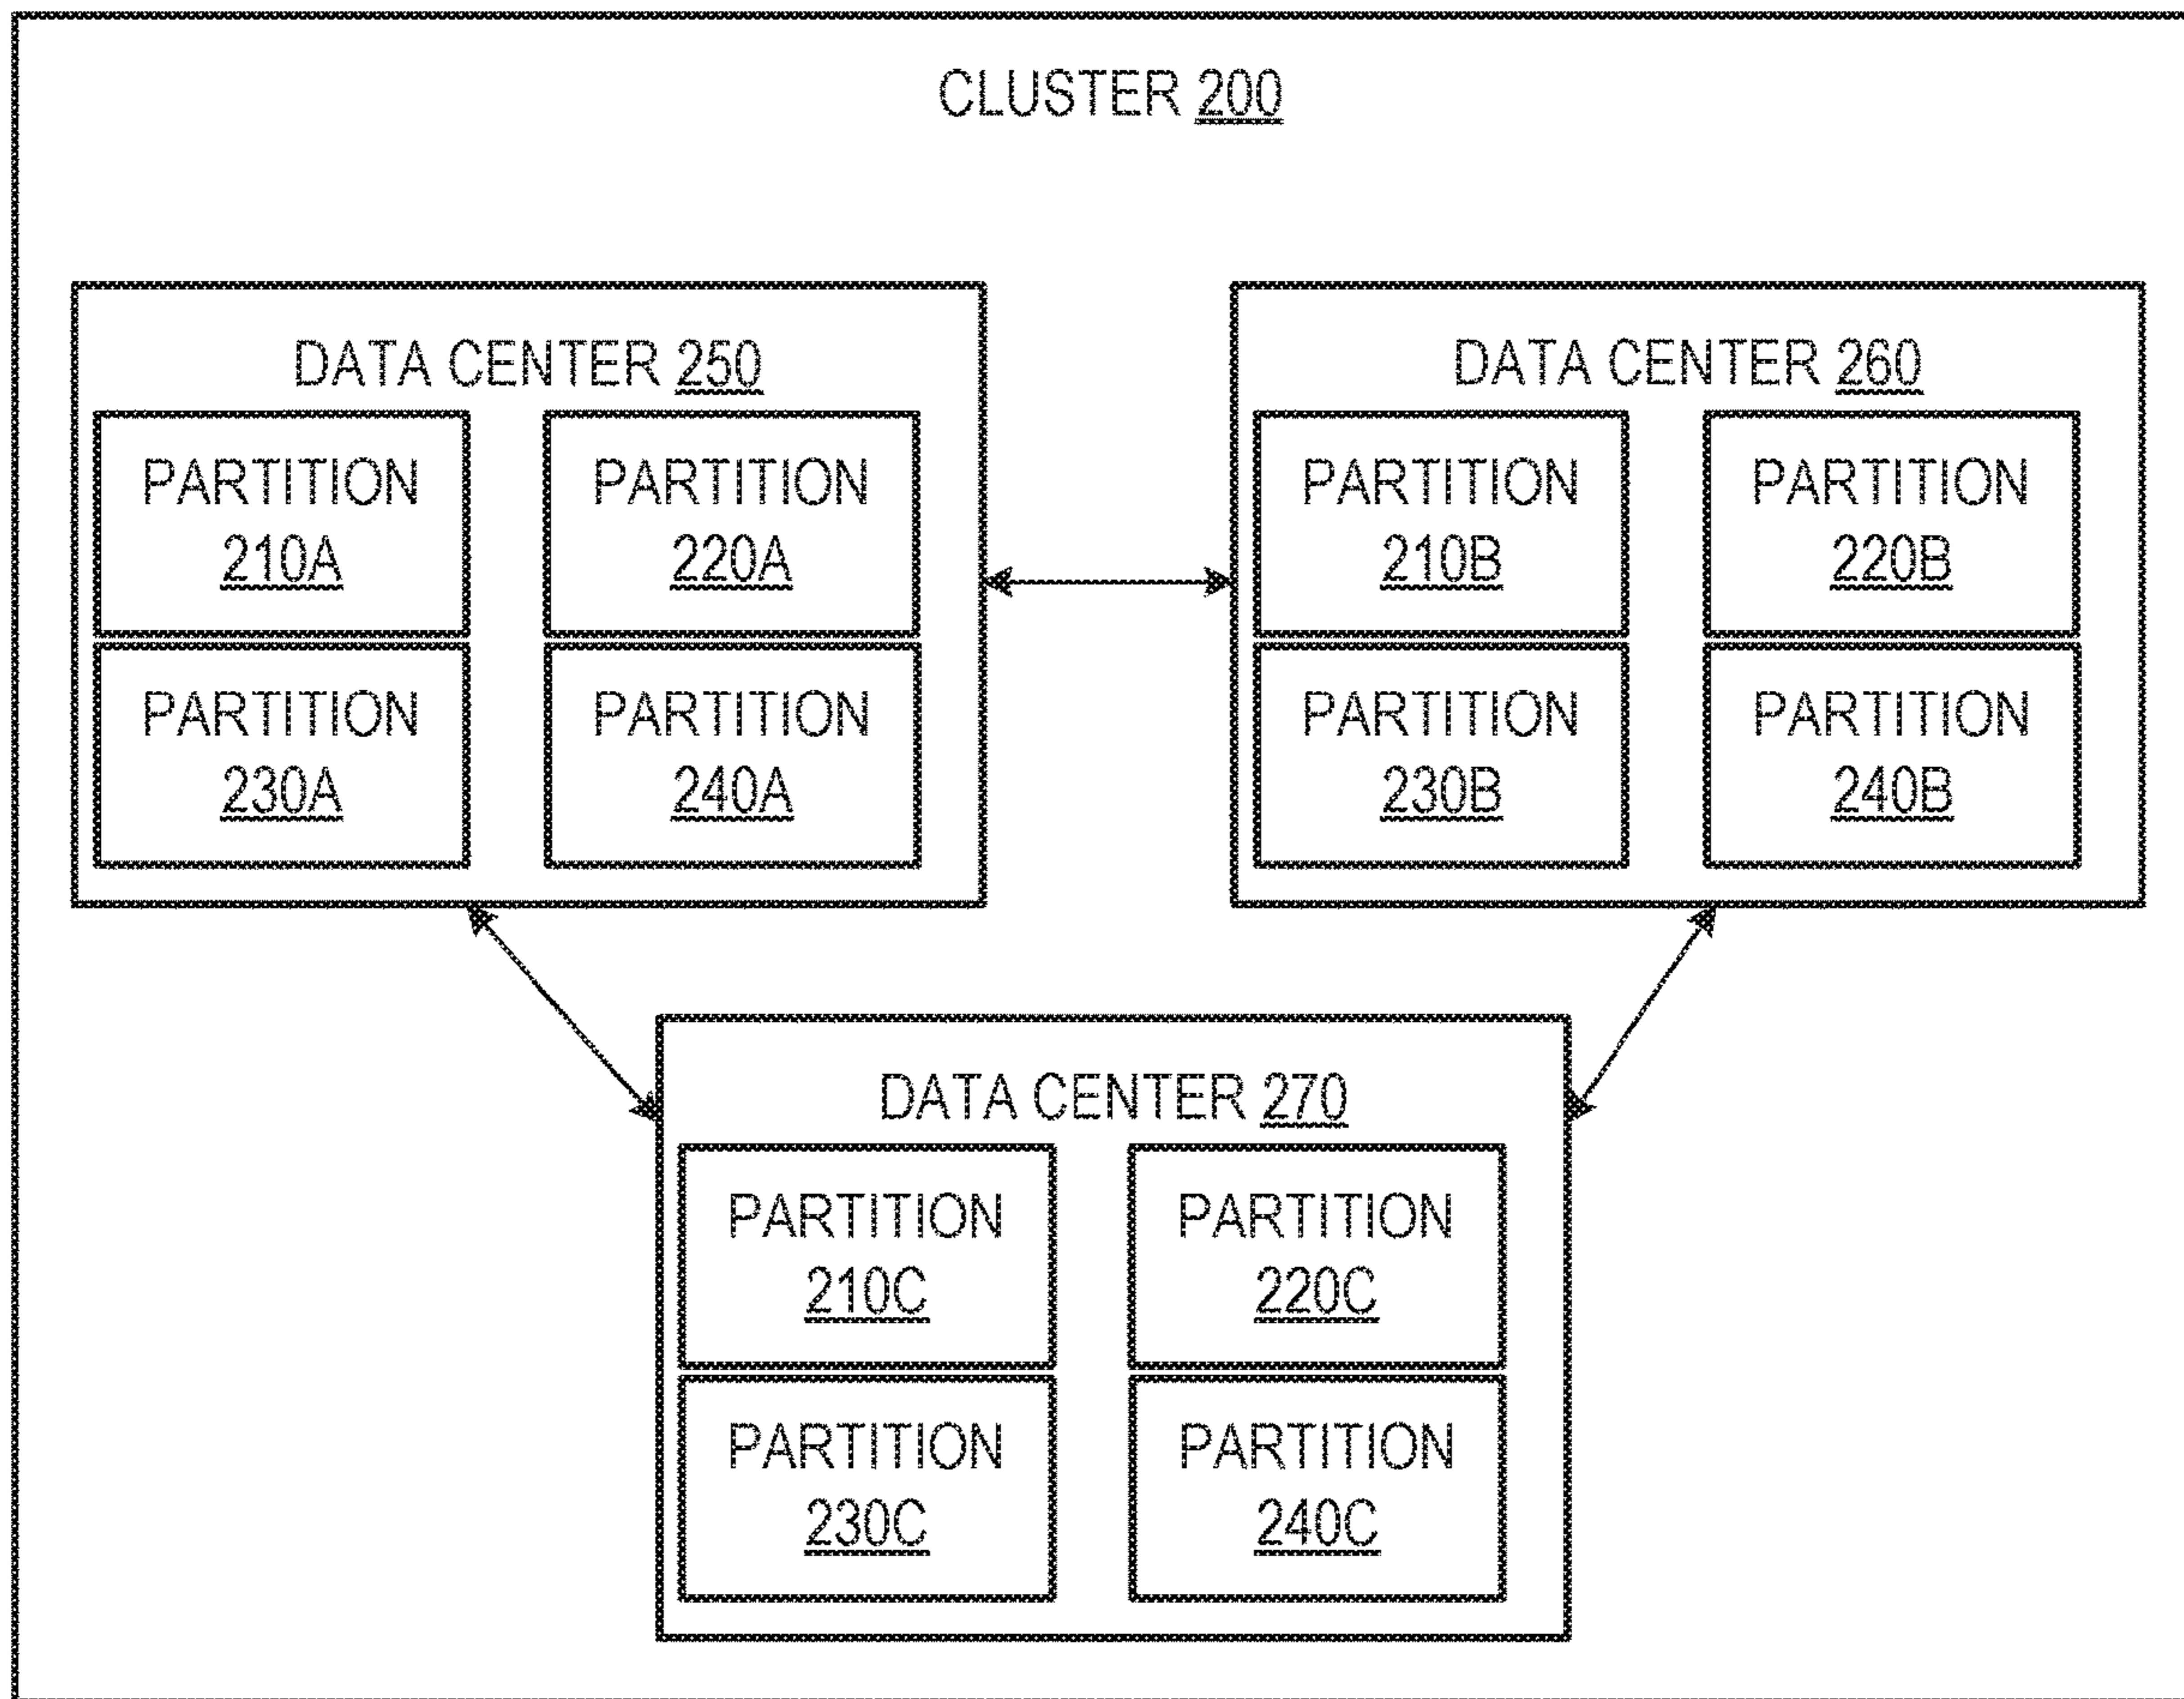 CLUSTER 200
DATA CENTER 250
PARTITION
210A
PARTITION
220A
PARTITION
230A
PARTITION
240A
DATA CENTER 260
PARTITION
210B
PARTITION
220B
PARTITION
230B
PARTITION
240B
DATA CENTER 270
PARTITION
210C
PARTITION
220C
PARTITION
230C
PARTITION
240C